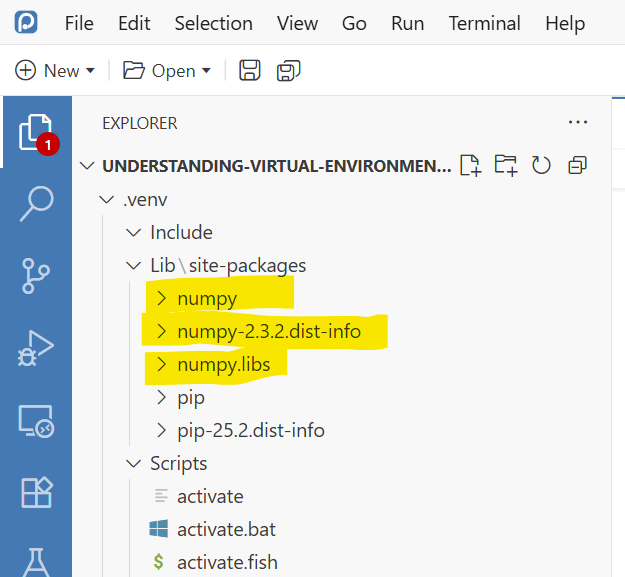 File Edit Selection View Go Run Terminal Help
New Open
EXPLORER ...
1
UNDERSTANDING-VIRTUAL-ENVIRONMEN...
.venv
Include
Lib\site-packages
numpy
numpy-2.3.2.dist-info
numpy.libs
pip
pip-25.2.dist-info
Scripts
activate
activate.bat
$ activate.fish